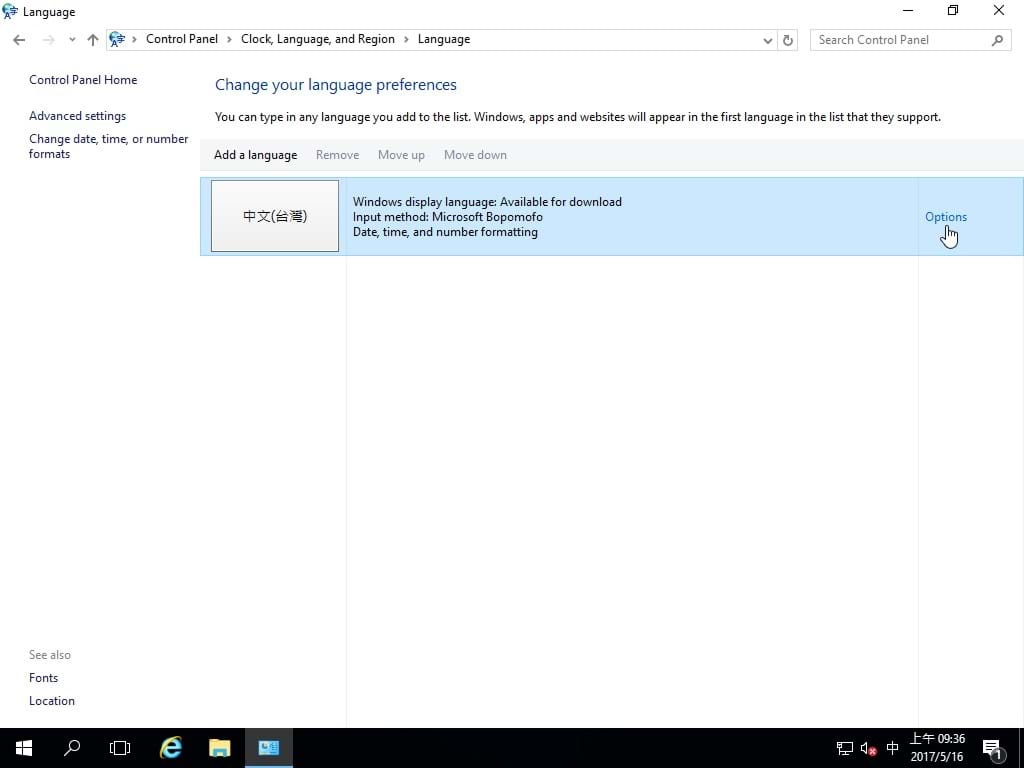 Language
Control Panel › Clock, Language, and Region › Language
Search Control Panel
Control Panel Home
Advanced settings
Change date, time, or number
formats
See also
Fonts
Location
Change your language preferences
You can type in any language you add to the list. Windows, apps and websites will appear in the first language in the list that they support.
Add a language Remove Move up Move down
中文(台灣)
Windows display language: Available for download
Input method: Microsoft Bopomofo
Date, time, and number formatting
Options
中
上午 09:36
2017/5/16
1